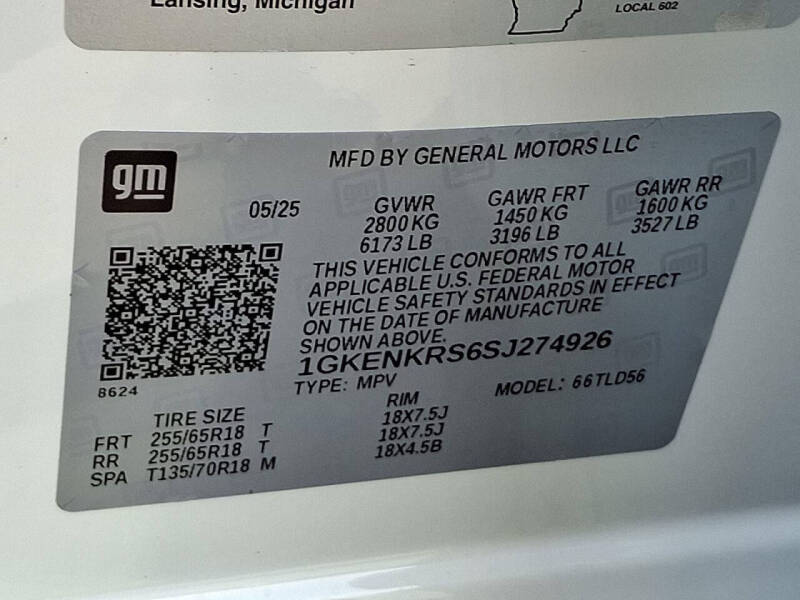 Lansing, Michigan
LOCAL 602
gm
MFD BY GENERAL MOTORS LLC
05/25
GVWR
2800 KG
6173 LB
GAWR FRT
1450 KG
3196 LB
GAWR RR
1600 KG
3527 LB
THIS VEHICLE CONFORMS TO ALL
APPLICABLE U.S. FEDERAL MOTOR
VEHICLE SAFETY STANDARDS IN EFFECT
ON THE DATE OF MANUFACTURE
SHOWN ABOVE.
1GKENKRS6SJ274926
8624
TYPE: MPV MODEL: 66TLD56
TIRE SIZE RIM
FRT 255/65R18 T 18X7.5J
RR 255/65R18 T 18X7.5J
SPA T135/70R18 M 18X4.5B